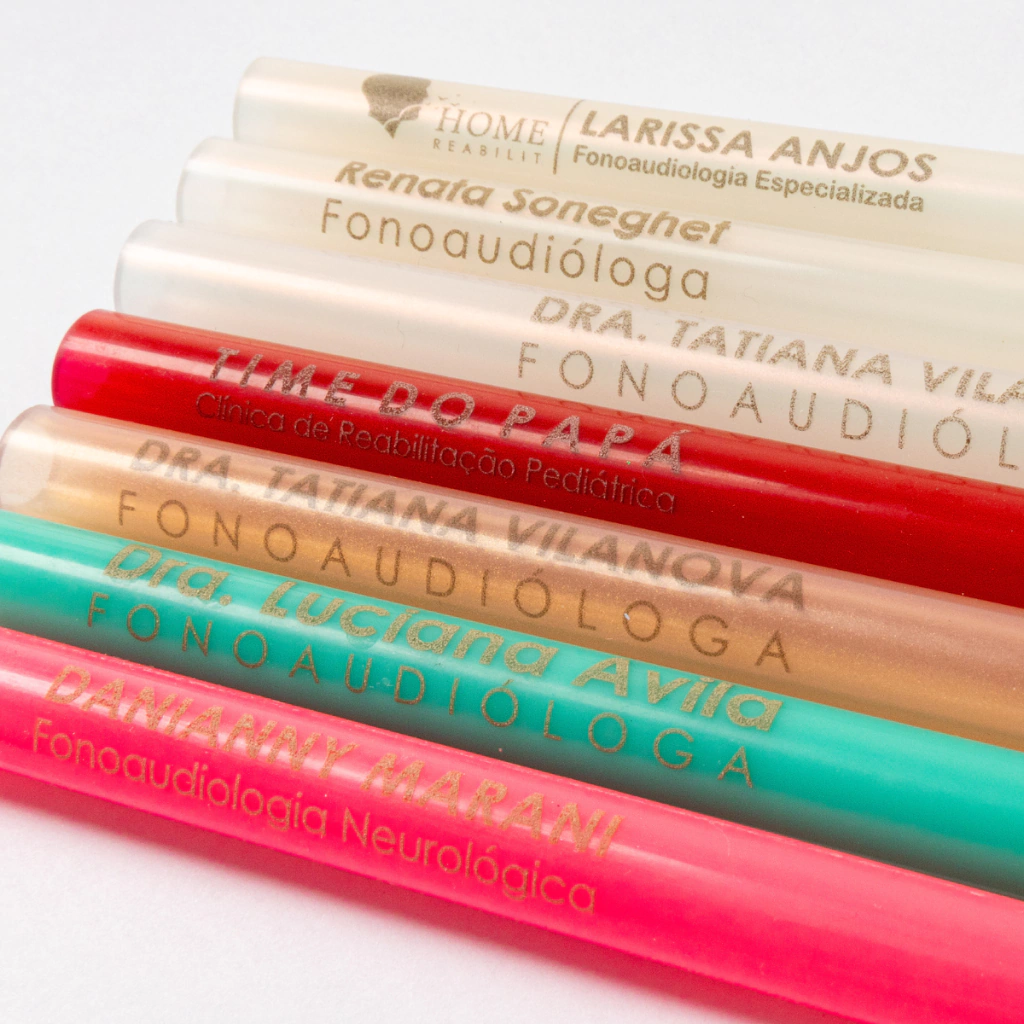 HOME
REABILIT
LARISSA ANJOS
Fonoaudiologia Especializada
Renata Soneghet
Fonoaudióloga
DRA. TATIANA VILA
FONOAUDIÓL
TIME DO PAPÁ
Clínica de Reabilitação Pediátrica
DRA. TATIANA VILANOVA
FONOAUDIÓLOGA
Dra. Luciana Avila
FONOAUDIÓLOGA
DANIANNY MARANI
Fonoaudiologia Neurológica